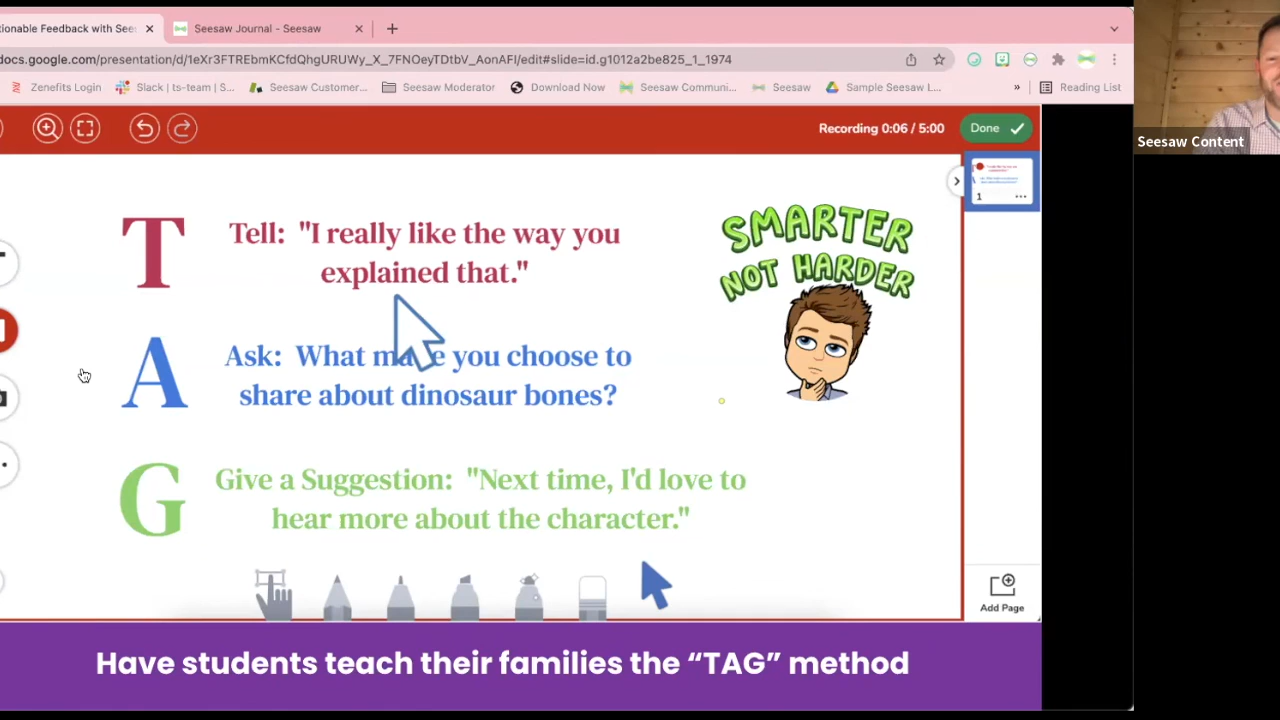 tionable Feedback with Sees
Seesaw Journal - Seesaw
docs.google.com/presentation/d/1eXr3FTREbmKCfdQhgURUWy_X_7FNOeyTDtbV_AonAFI/edit#slide=id.g1012a2be825_1_1974
Zenefits Login
Slack | ts-team | S...
Seesaw Customer...
Seesaw Moderator
Download Now
Seesaw Communi...
Seesaw
Sample Seesaw L...
Reading List
Recording 0:06 / 5:00
Done
Seesaw Content
T
Tell: "I really like the way you
explained that."
SMARTER
NOT HARDER
1
A
Ask: What made you choose to
share about dinosaur bones?
G
Give a Suggestion: "Next time, I'd love to
hear more about the character."
Add Page
Have students teach their families the “TAG” method